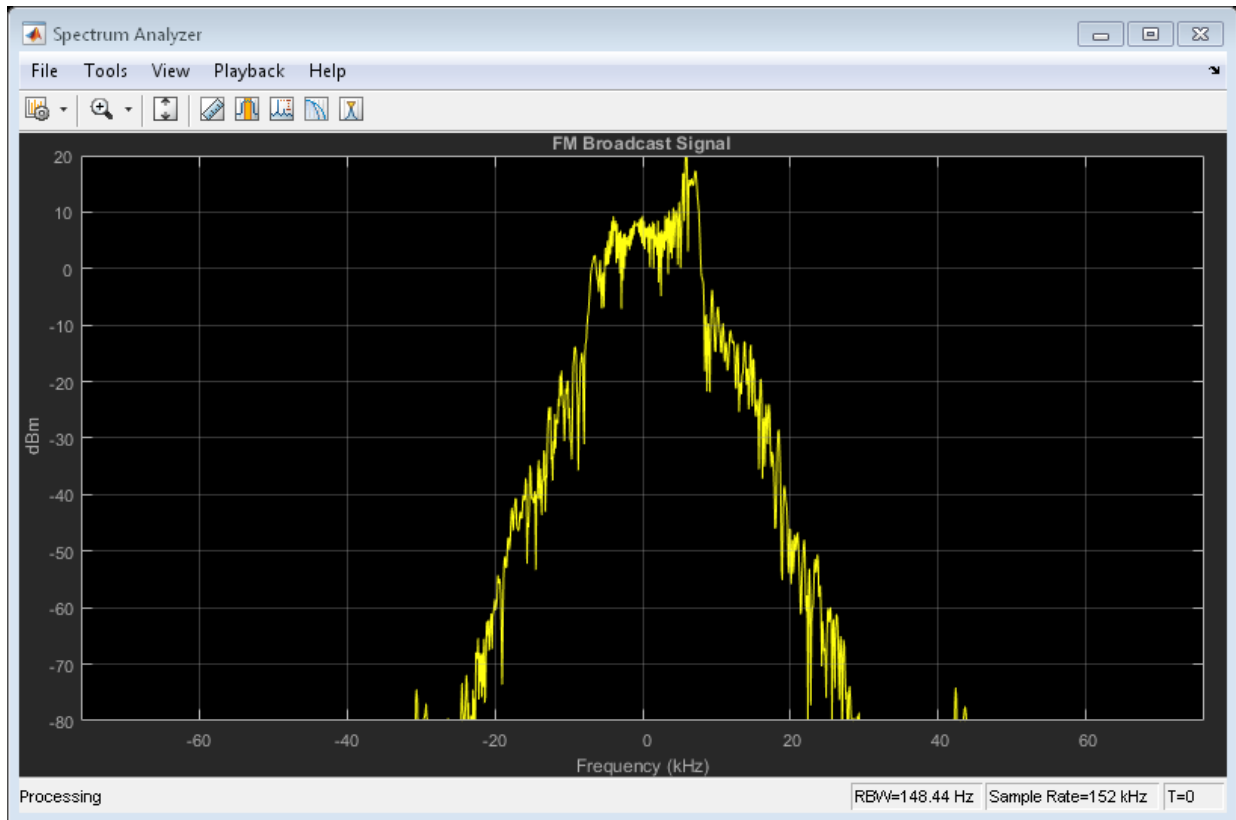 Spectrum Analyzer
File Tools View Playback Help
FM Broadcast Signal
20
10
0
-10
-20
-30
-40
-50
-60
-70
-80
dBm
-60 -40 -20 0 20 40 60
Frequency (kHz)
Processing RBW=148.44 Hz Sample Rate=152 kHz T=0